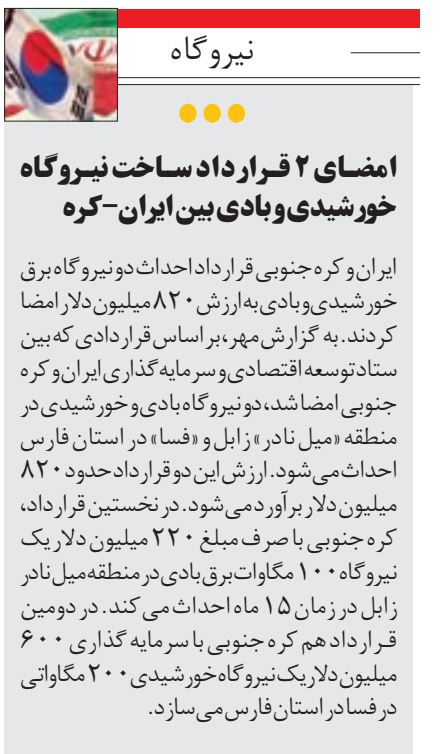 نیروگاه
امضای ۲ قرارداد ساخت نیروگاه
خورشیدی و بادی بین ایران-کره
ایران و کره جنوبی قرارداد احداث دو نیروگاه برق
خورشیدی و بادی به ارزش ۸۲۰ میلیون دلار امضا
کردند. به گزارش مهر، بر اساس قراردادی که بین
ستاد توسعه اقتصادی و سرمایه گذاری ایران و کره
جنوبی امضا شد، دو نیروگاه بادی و خورشیدی در
منطقه «میل نادر» زابل و «فسا» در استان فارس
احداث می‌شود. ارزش این دو قرارداد حدود ۸۲۰
میلیون دلار برآورد می‌شود. در نخستین قرارداد،
کره جنوبی با صرف مبلغ ۲۲۰ میلیون دلار یک
نیروگاه ۱۰۰ مگاوات برق بادی در منطقه میل نادر
زابل در زمان ۱۵ ماه احداث می کند. در دومین
قرارداد هم کره جنوبی با سرمایه گذاری ۶۰۰
میلیون دلار یک نیروگاه خورشیدی ۲۰۰ مگاواتی
در فسا در استان فارس می‌سازد.